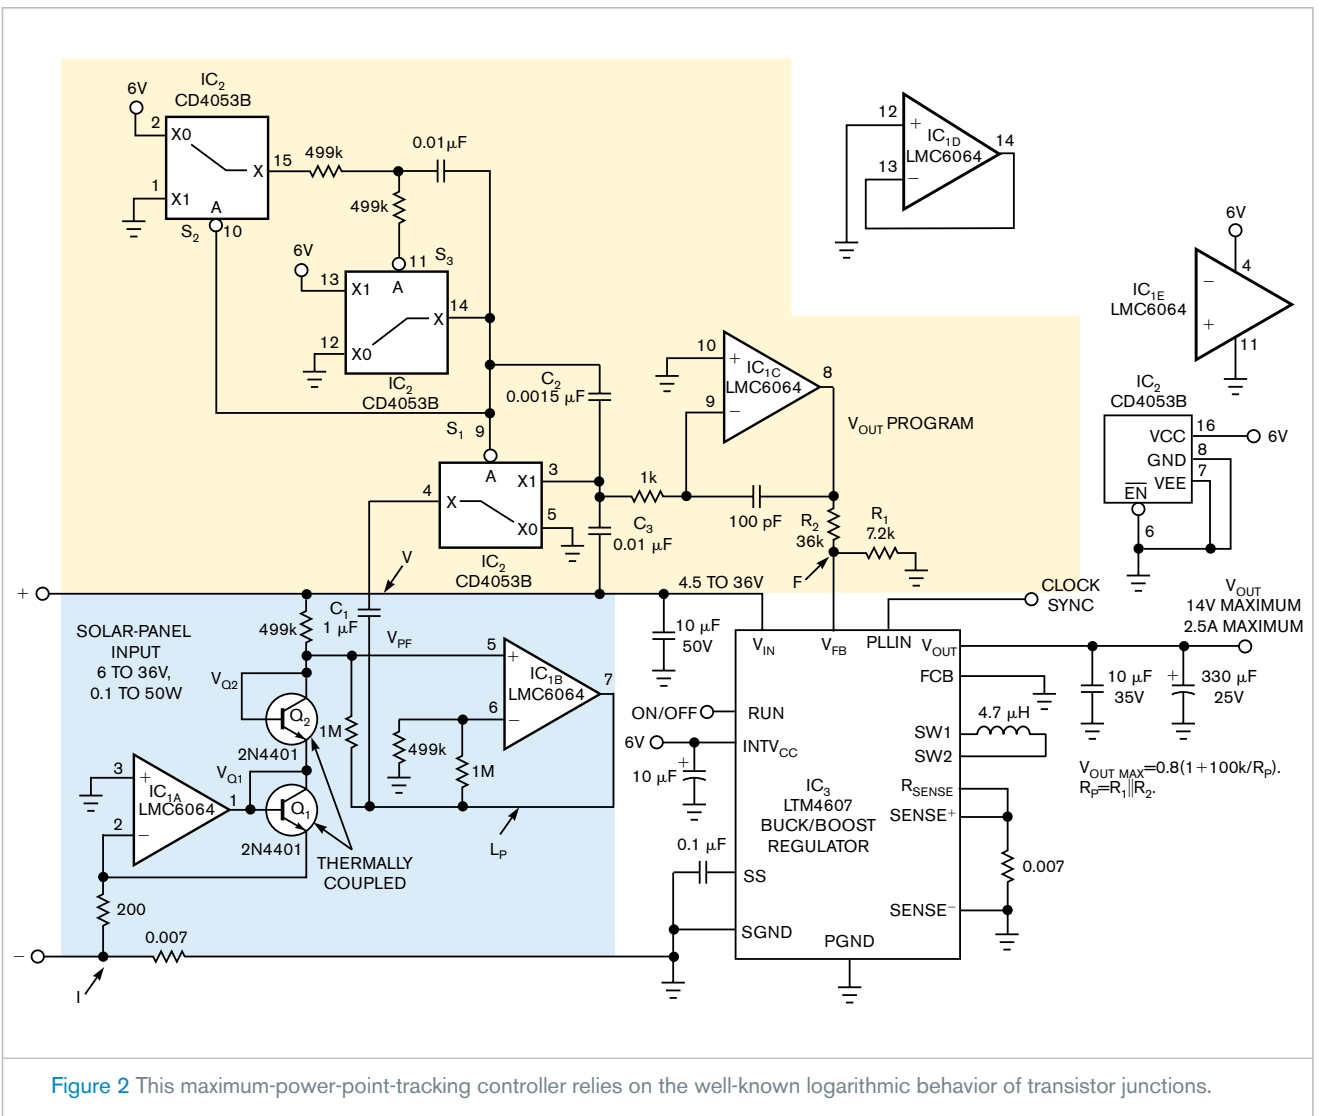 IC2
CD4053B
6V
2
X0
X
15
499k
0.01 µF
1
X1
A
S2
10
499k
6V
11
S3
13
X1
A
14
X
12
X0
IC2
CD4053B
C2
0.0015 µF
S1
9
A
X1
3
4
X
X0
5
IC2
CD4053B
C3
0.01 µF
1k
10
+
IC1C
LMC6064
8
9
−
VOUT PROGRAM
100 pF
R2
36k
R1
7.2k
F
12
+
IC1D
LMC6064
14
13
−
6V
4
−
IC1E
LMC6064
+
11
IC2
CD4053B
VCC
16
6V
GND
8
7
VEE
EN
6
+
V
4.5 TO 36V
CLOCK
SYNC
VOUT
14V MAXIMUM
2.5A MAXIMUM
SOLAR-PANEL
INPUT
6 TO 36V,
0.1 TO 50W
499k
C1
1 µF
VPF
5
+
IC1B
LMC6064
7
6
−
VQ2
Q2
2N4401
1M
499k
1M
VQ1
3
+
IC1A
LMC6064
1
2
−
Q1
2N4401
THERMALLY
COUPLED
LP
200
0.007
−
I
10 µF
50V
VIN
VFB
PLLIN
VOUT
FCB
10 µF
35V
+
330 µF
25V
ON/OFF
RUN
6V
INTVCC
+
10 µF
SW1
4.7 µH
SW2
IC3
LTM4607
BUCK/BOOST
REGULATOR
RSENSE
SENSE+
0.007
SENSE−
0.1 µF
SS
SGND
PGND
VOUT MAX=0.8(1+100k/RP).
RP=R1||R2.
Figure 2 This maximum-power-point-tracking controller relies on the well-known logarithmic behavior of transistor junctions.